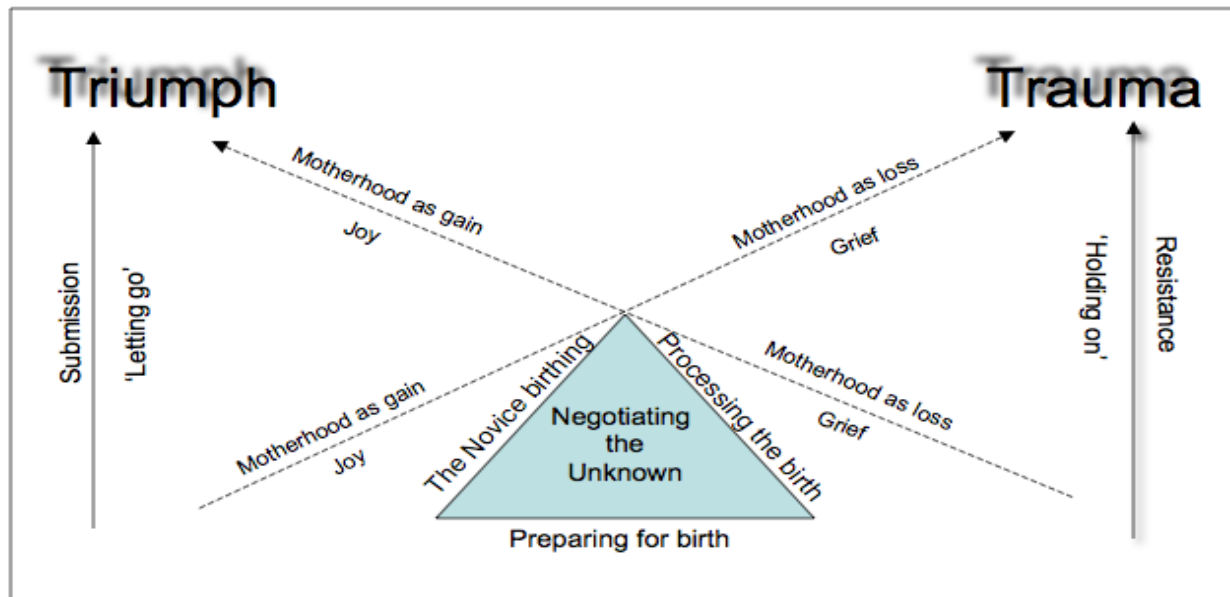 Triumph
Trauma
Motherhood as gain
Joy
Motherhood as loss
Grief
Submission
'Letting go'
'Holding on'
Resistance
Motherhood as gain
Joy
The Novice birthing
Negotiating
the
Unknown
Processing the birth
Motherhood as loss
Grief
Preparing for birth